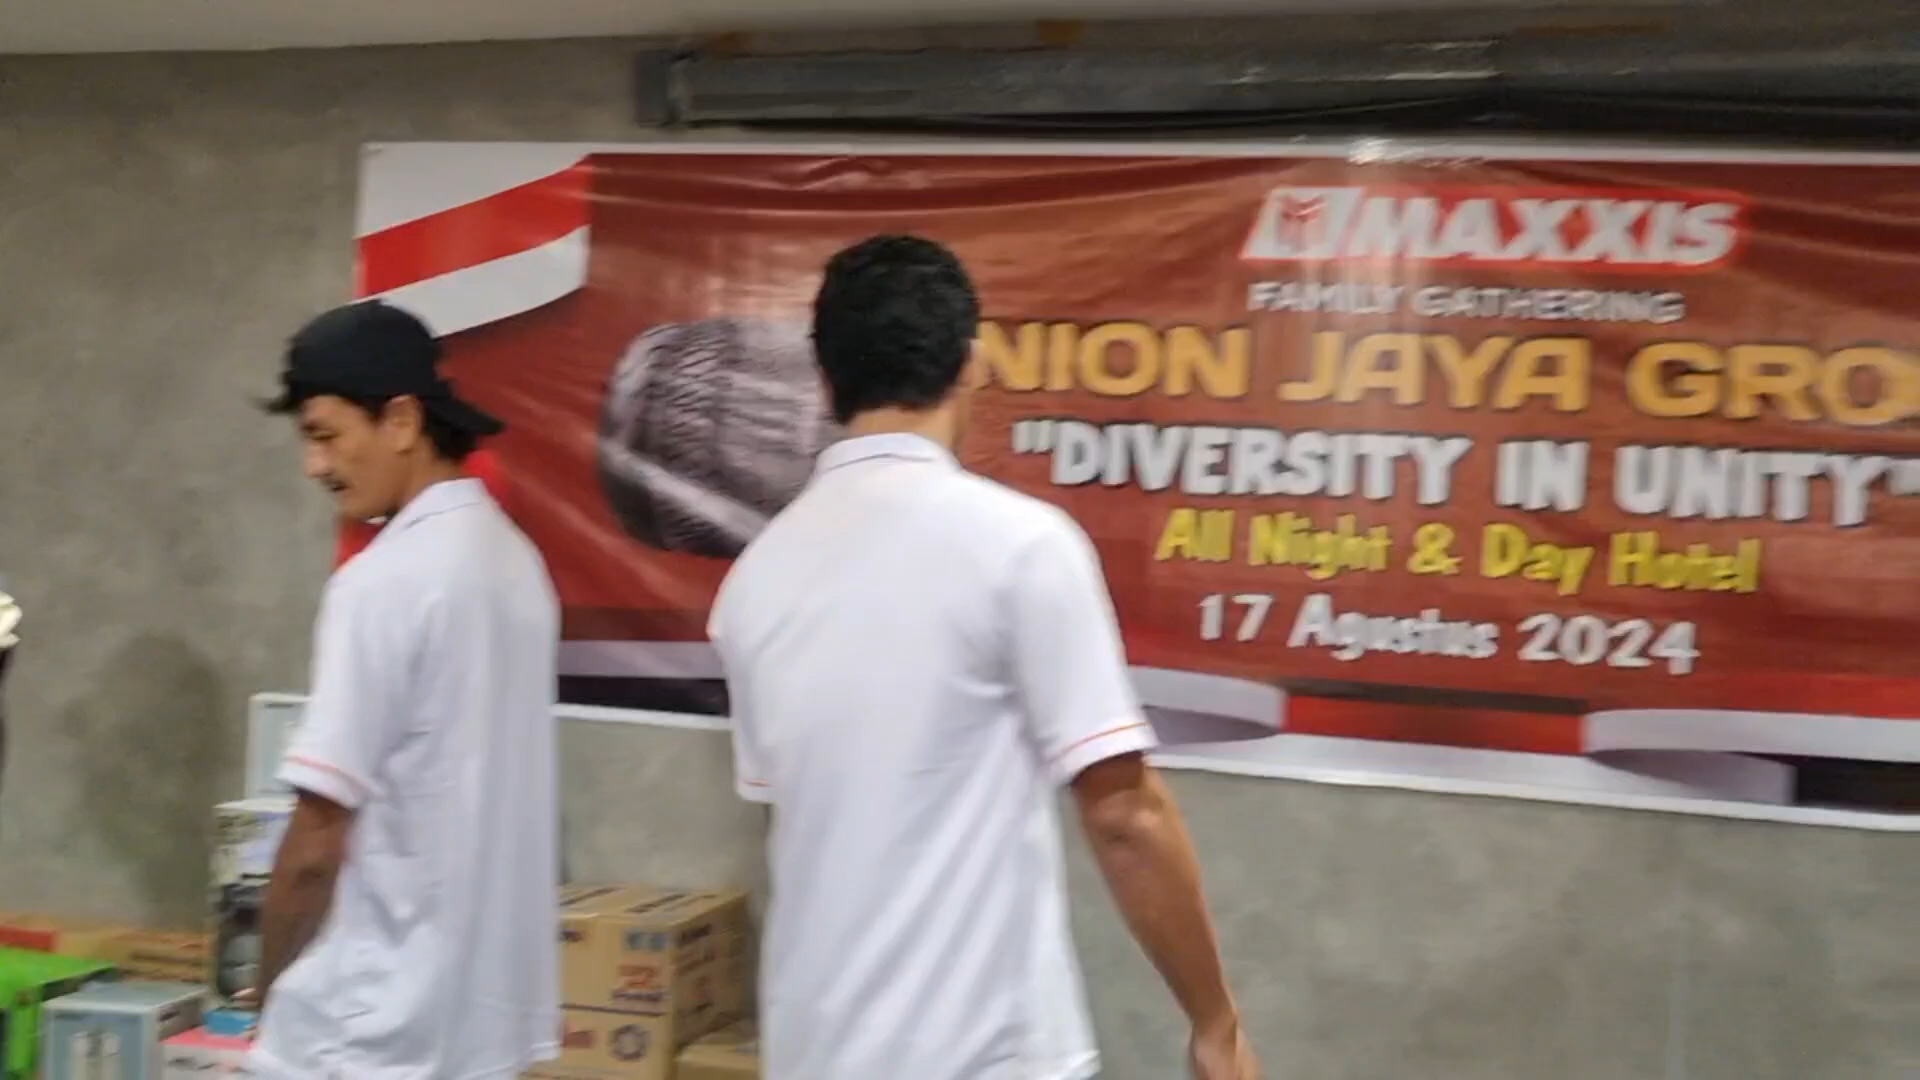 MAXXIS
FAMILY GATHERING
NION JAYA GRO
"DIVERSITY IN UNITY"
All Night & Day Hotel
17 Agustus 2024